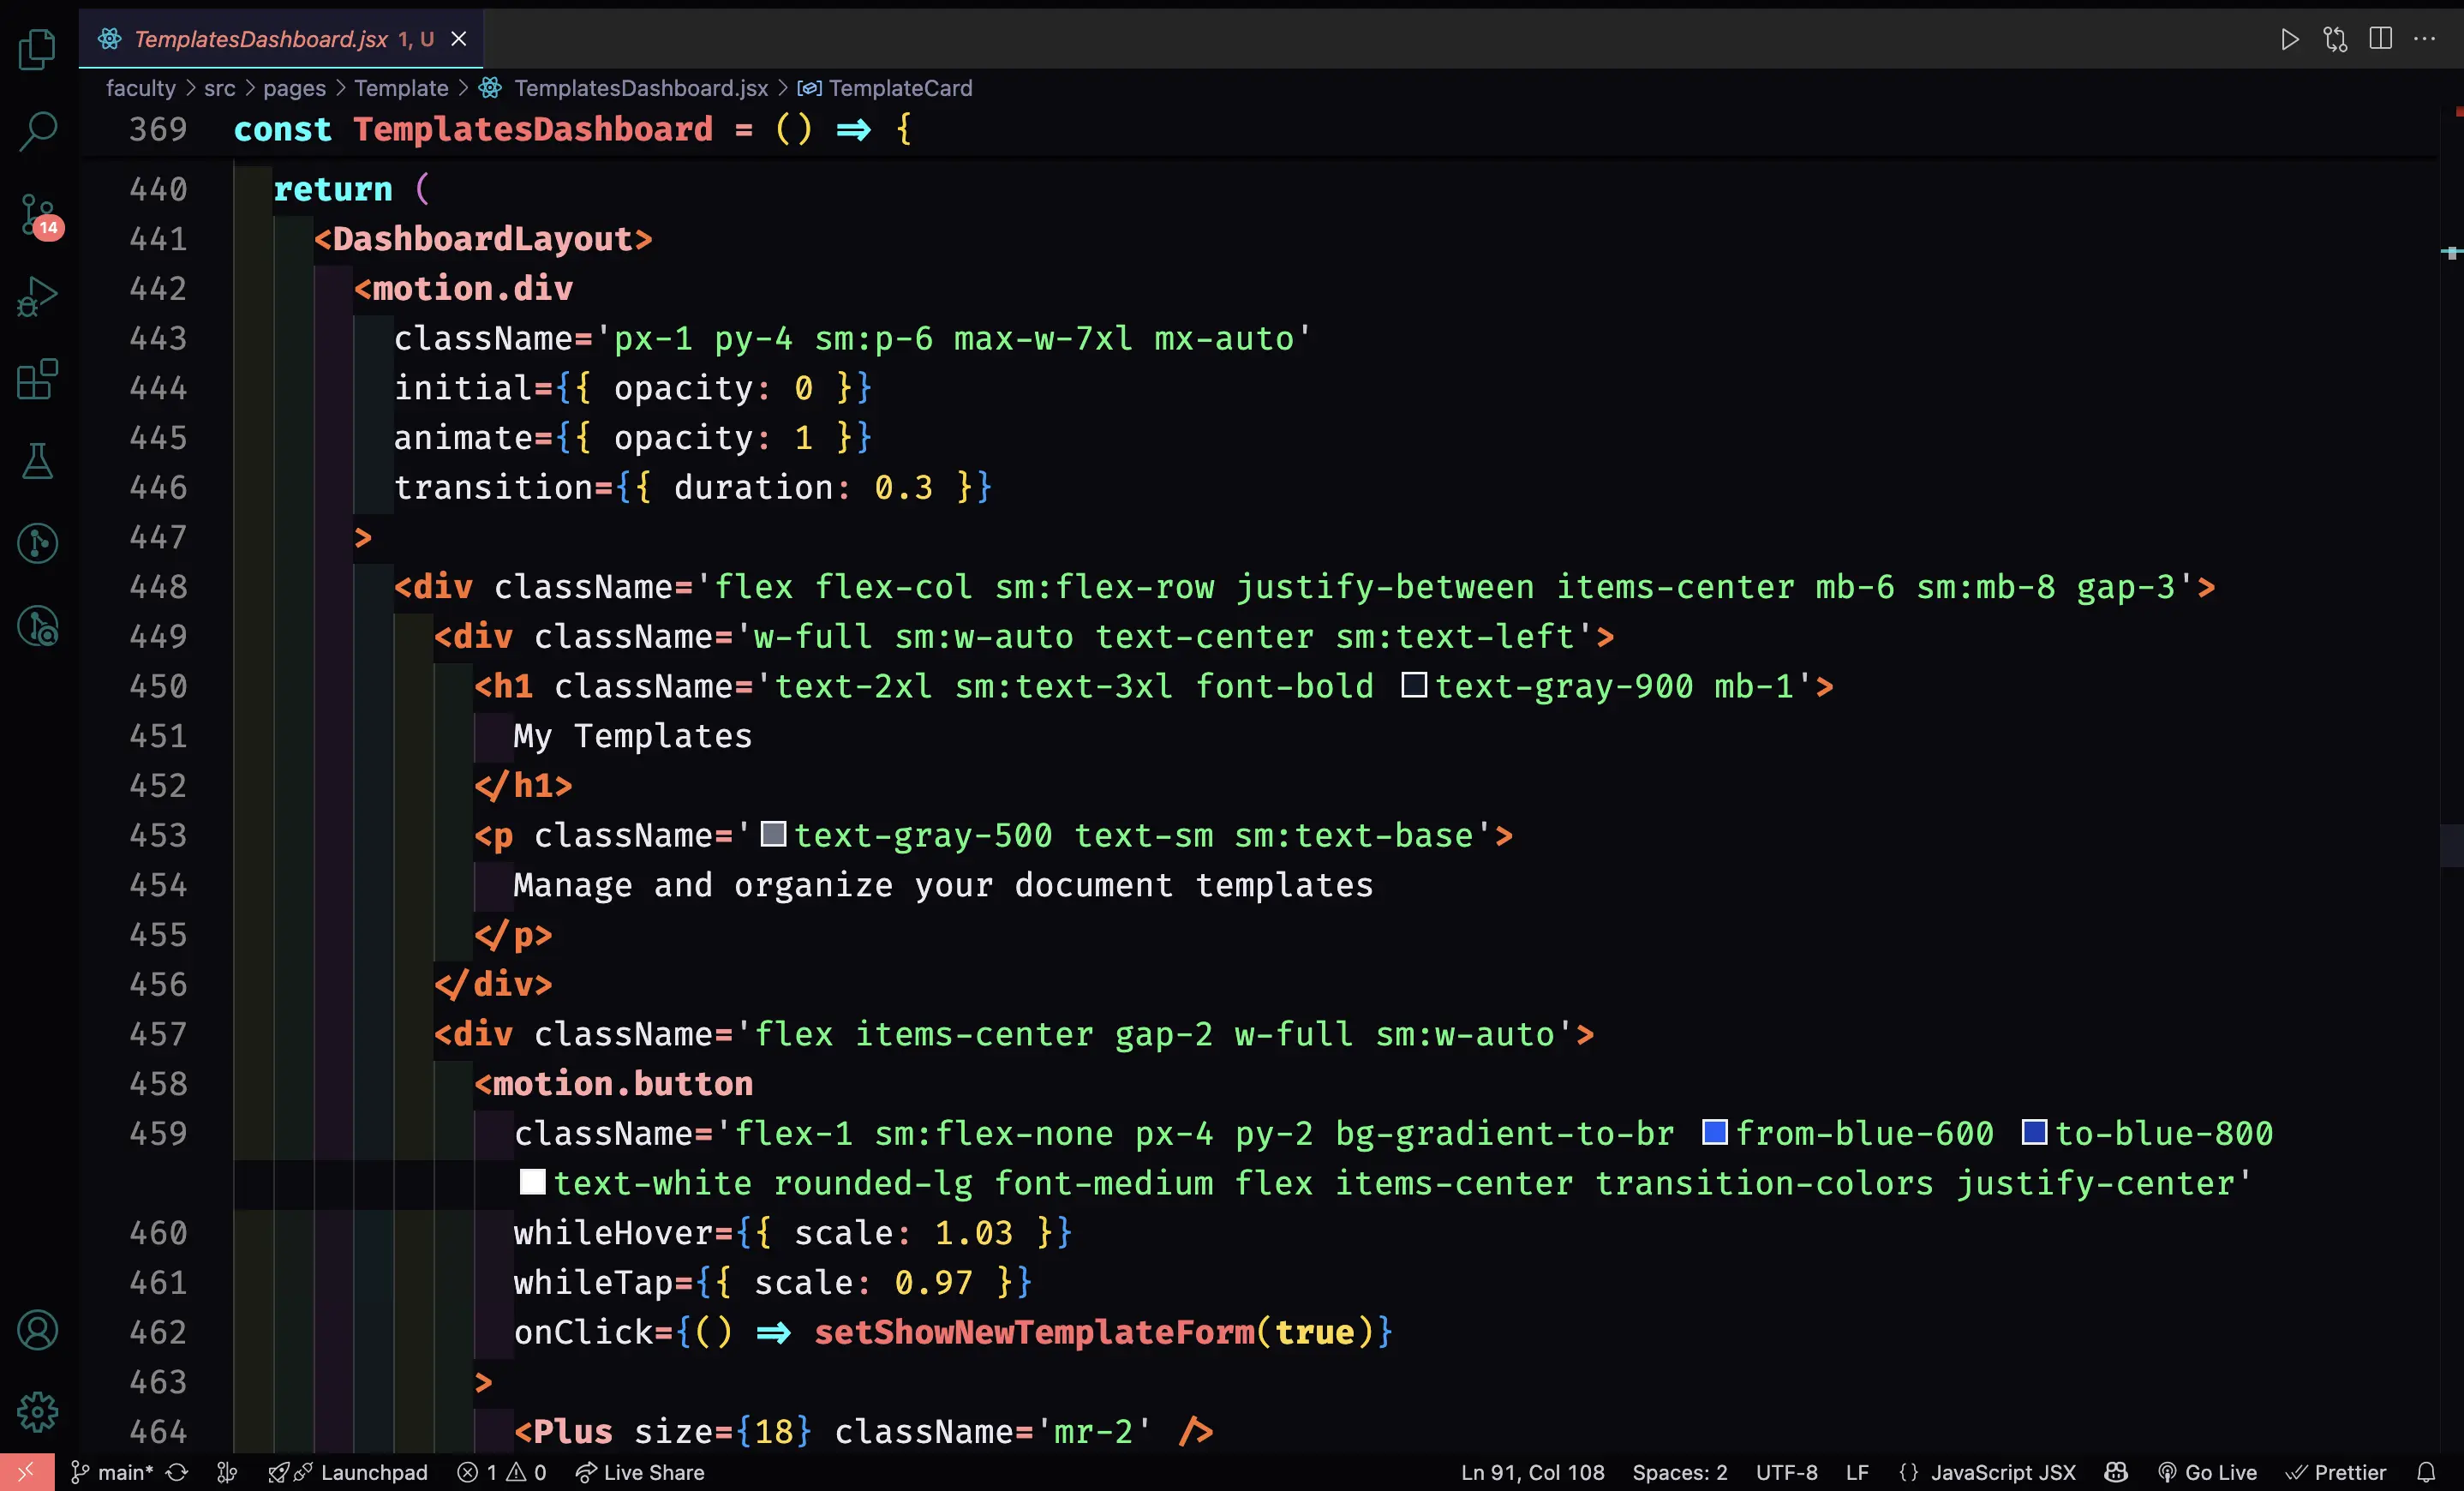 TemplatesDashboard.jsx 1, U
faculty > src > pages > Template > TemplatesDashboard.jsx > TemplateCard
369 const TemplatesDashboard = () => {
440 return (
441 <DashboardLayout>
442 <motion.div
443 className='px-1 py-4 sm:p-6 max-w-7xl mx-auto'
444 initial={{ opacity: 0 }}
445 animate={{ opacity: 1 }}
446 transition={{ duration: 0.3 }}
447 >
448 <div className='flex flex-col sm:flex-row justify-between items-center mb-6 sm:mb-8 gap-3'>
449 <div className='w-full sm:w-auto text-center sm:text-left'>
450 <h1 className='text-2xl sm:text-3xl font-bold text-gray-900 mb-1'>
451 My Templates
452 </h1>
453 <p className='text-gray-500 text-sm sm:text-base'>
454 Manage and organize your document templates
455 </p>
456 </div>
457 <div className='flex items-center gap-2 w-full sm:w-auto'>
458 <motion.button
459 className='flex-1 sm:flex-none px-4 py-2 bg-gradient-to-br from-blue-600 to-blue-800
text-white rounded-lg font-medium flex items-center transition-colors justify-center'
460 whileHover={{ scale: 1.03 }}
461 whileTap={{ scale: 0.97 }}
462 onClick={() => setShowNewTemplateForm(true)}
463 >
464 <Plus size={18} className='mr-2' />
14
main* Launchpad 1 0 Live Share Ln 91, Col 108 Spaces: 2 UTF-8 LF {} JavaScript JSX Go Live Prettier